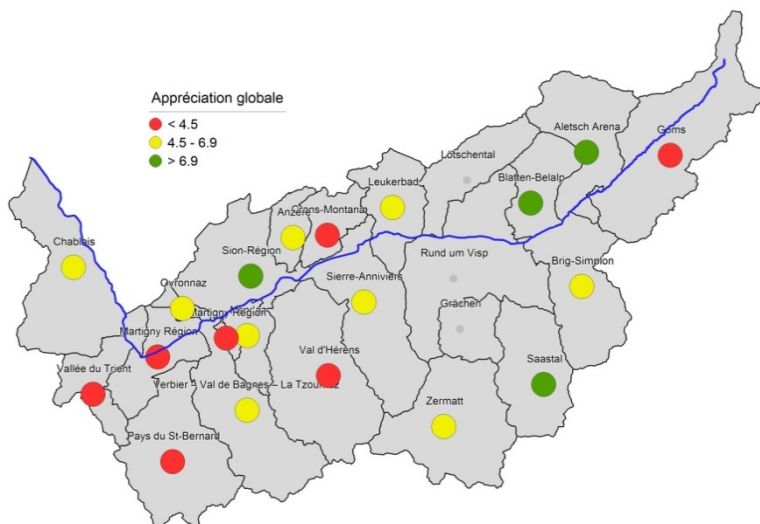 Appréciation globale
< 4.5
4.5 - 6.9
> 6.9
Aletsch Arena
Goms
Lötschental
Leukerbad
Blatten-Belalp
Crans-Montana
Anzère
Chablais
Sion-Région
Rund um Visp
Brig-Simplon
Sierre-Anniviers
Ovronnaz
Grächen
Martigny Région
Martigny Région
Val d'Hérens
Saastal
Vallée du Trient
Verbier – Val de Bagnes – La Tzoumaz
Zermatt
Pays du St-Bernard